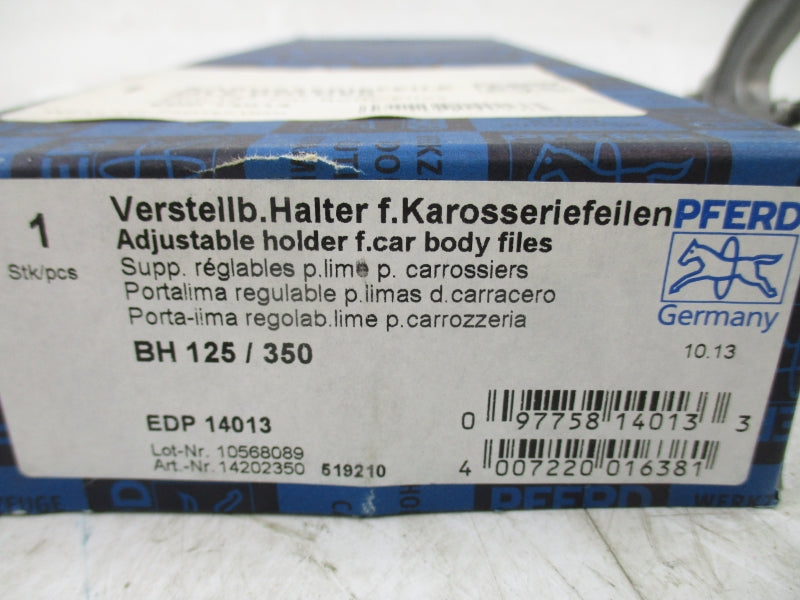 1
Stk/pcs
Verstellb.Halter f.Karosseriefeilen
Adjustable holder f.car body files
Supp. réglables p.lime p. carrossiers
Portalima regulable p.limas d.carracero
Porta-lima regolab.lime p.carrozzeria
BH 125 / 350
PFERD
Germany
10.13
EDP 14013
Lot-Nr. 10568089
Art.-Nr.14202350 519210
0 97758 14013 3
4 007220 016381
PFERD